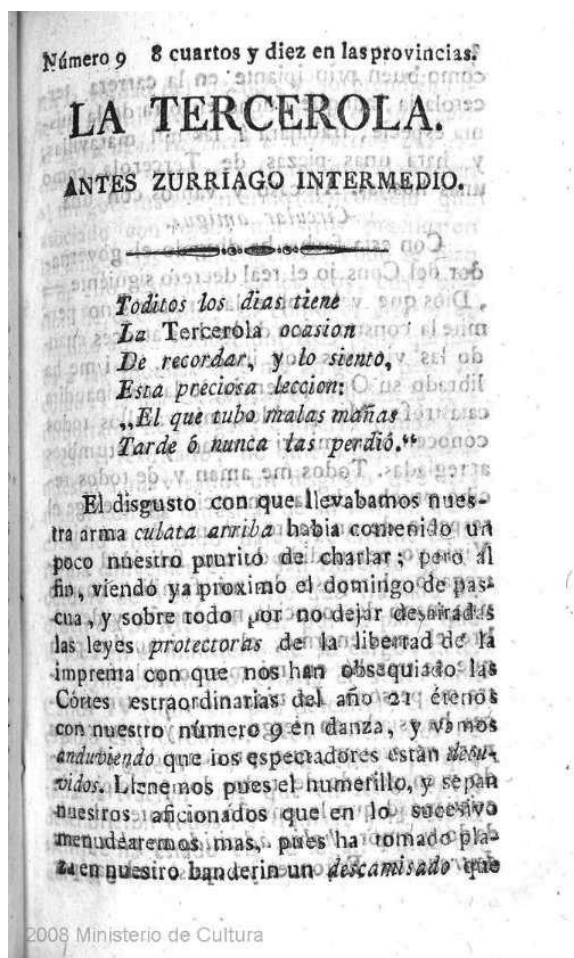 Número 9 8 cuartos y diez en las provincias.
LA TERCEROLA.
ANTES ZURRIAGO INTERMEDIO.
Toditos los dias tiene
La Tercerola ocasion
De recordar, y lo siento,
Esta preciosa leccion:
„El que tubo malas mañas
Tarde ó nunca las perdió.“
El disgusto con que llevabamos nues-
tra arma culata arriba habia contenido un
poco nuestro prurito de charlar; pero al
fin, viendo ya proximo el domingo de pas-
cua, y sobre todo por no dejar desairadas
las leyes protectoras de la libertad de la
imprenta con que nos han obsequiado las
Córtes estraordinarias del año 21 étenos
con nuestro número 9 en danza, y vamos
anduviendo que los espectadores están
vidos. Llenemos pues el humerillo, y sepan
nuestros aficionados que en lo sucesivo
menudearemos mas, pues ha tomado pla-
za en nuestro banderin un descamisado que
2008 Ministerio de Cultura